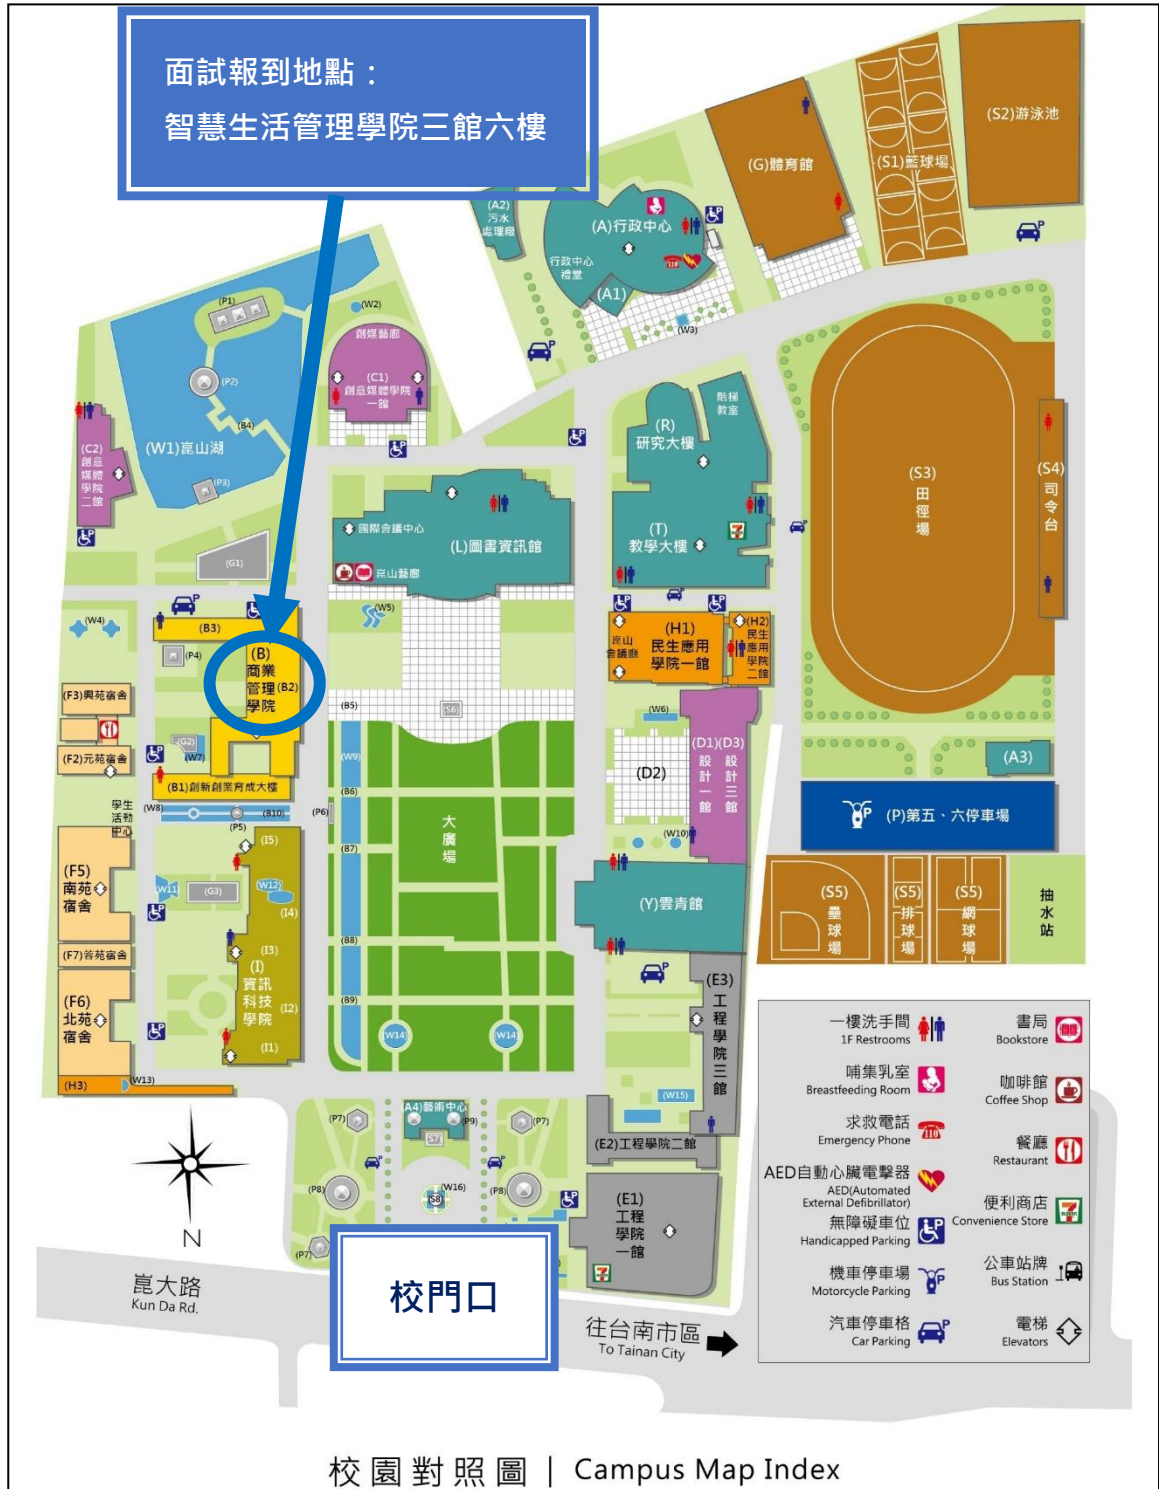 面試報到地點：
智慧生活管理學院三館六樓
(S2)游泳池
(S1)籃球場
(G)體育館
(A2)
污水
處理廠
(A)行政中心
行政中心
禮堂
(A1)
110
(W3)
(P1)
(W2)
創媒藝廊
(C1)
創意媒體學院
一館
(P2)
(B4)
(W1)崑山湖
(P3)
(C2)
創意
媒體
學院
二館
階梯
教室
(R)
研究大樓
(S3)
田徑場
(S4)
司令台
國際會議中心
(L)圖書資訊館
崑山藝廊
(T)
教學大樓
(G1)
(W4)
(B3)
(P4)
(B)
商業
管理
學院
(B2)
(W5)
崑山
會議廳
(H1)
民生應用
學院一館
(H2)
民生
應用
學院
二館
(F3)興苑宿舍
(F2)元苑宿舍
(G2)
(W7)
(B1)創新創業育成大樓
(B5)
(S6)
(W9)
(W6)
(D1)
設計一館
(D3)
設計三館
(D2)
(A3)
(B6)
學生
活動
中心
(W8)
(B10)
(P5)
(P6)
大廣場
(W10)
(P)第五、六停車場
(I5)
(B7)
(F5)
南苑
宿舍
(W11)
(G3)
(W12)
(I4)
(Y)雲青館
(S5)
壘球場
(S5)
排球場
(S5)
網球場
抽水站
(F7)菩苑宿舍
(I3)
(B8)
(I)
資訊
科技
學院
(E3)
工程學院三館
(F6)
北苑
宿舍
(I2)
(B9)
(I1)
(W14)
(W14)
(H3)
(W13)
(W15)
(P7)
(A4)藝術中心
(P9)
(S7)
(P7)
(E2)工程學院二館
(P8)
(W16)
(S8)
(P8)
(E1)
工程
學院
一館
(P7)
N
校門口
崑大路
Kun Da Rd.
往台南市區
To Tainan City
一樓洗手間
1F Restrooms
書局
Bookstore
哺集乳室
Breastfeeding Room
咖啡館
Coffee Shop
求救電話
Emergency Phone
110
餐廳
Restaurant
AED自動心臟電擊器
AED(Automated
External Defibrillator)
便利商店
Convenience Store
無障礙車位
Handicapped Parking
公車站牌
Bus Station
機車停車場
Motorcycle Parking
電梯
Elevators
汽車停車格
Car Parking
校園對照圖 | Campus Map Index